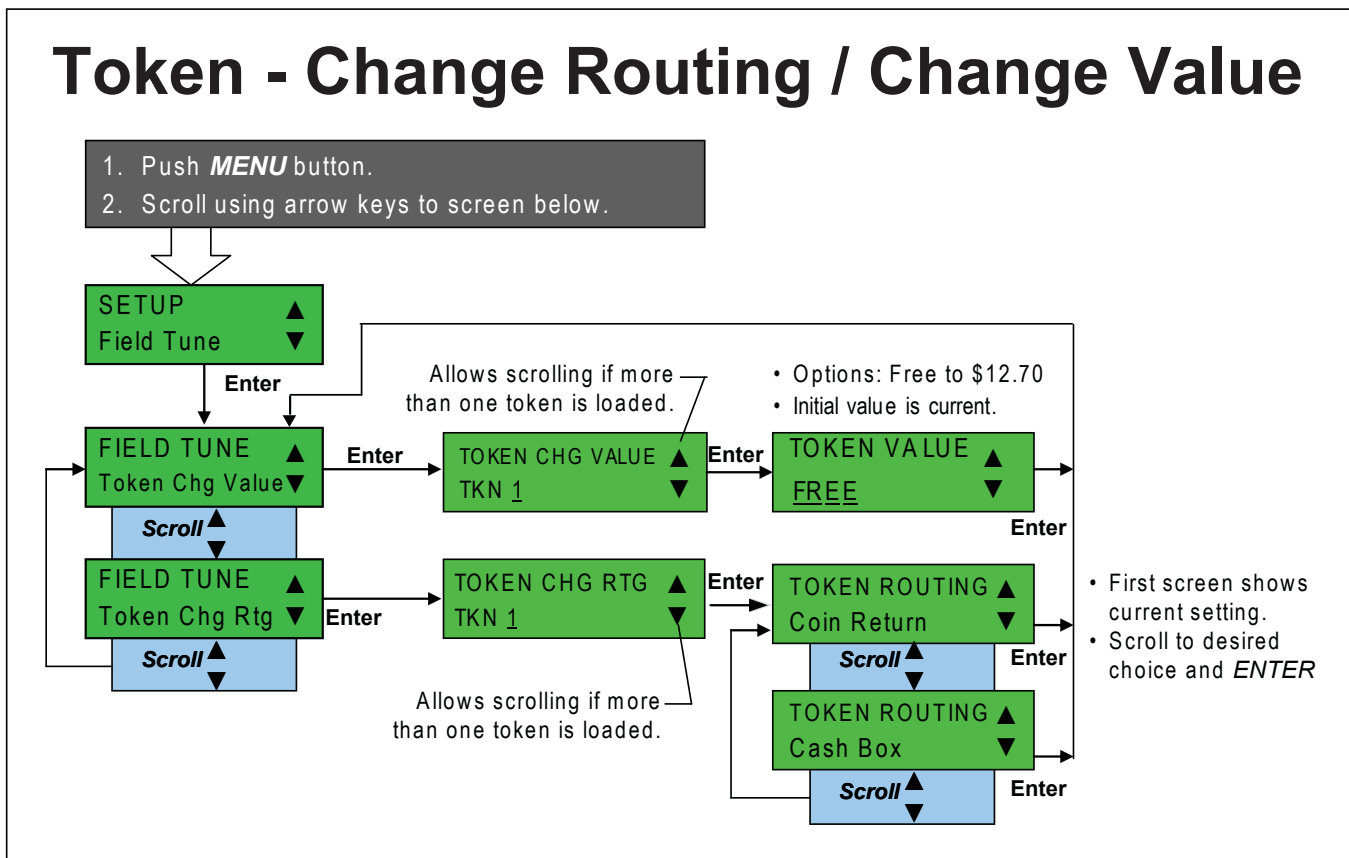 Token - Change Routing / Change Value
1. Push MENU button.
2. Scroll using arrow keys to screen below.
SETUP
Field Tune
Enter
Allows scrolling if more
than one token is loaded.
• Options: Free to $12.70
• Initial value is current.
FIELD TUNE
Token Chg Value
Enter
TOKEN CHG VALUE
TKN 1
Enter
TOKEN VALUE
FREE
Enter
Scroll
FIELD TUNE
Token Chg Rtg
Enter
TOKEN CHG RTG
TKN 1
Enter
TOKEN ROUTING
Coin Return
Enter
• First screen shows
current setting.
• Scroll to desired
choice and ENTER
Scroll
Allows scrolling if more
than one token is loaded.
Scroll
TOKEN ROUTING
Cash Box
Enter
Scroll